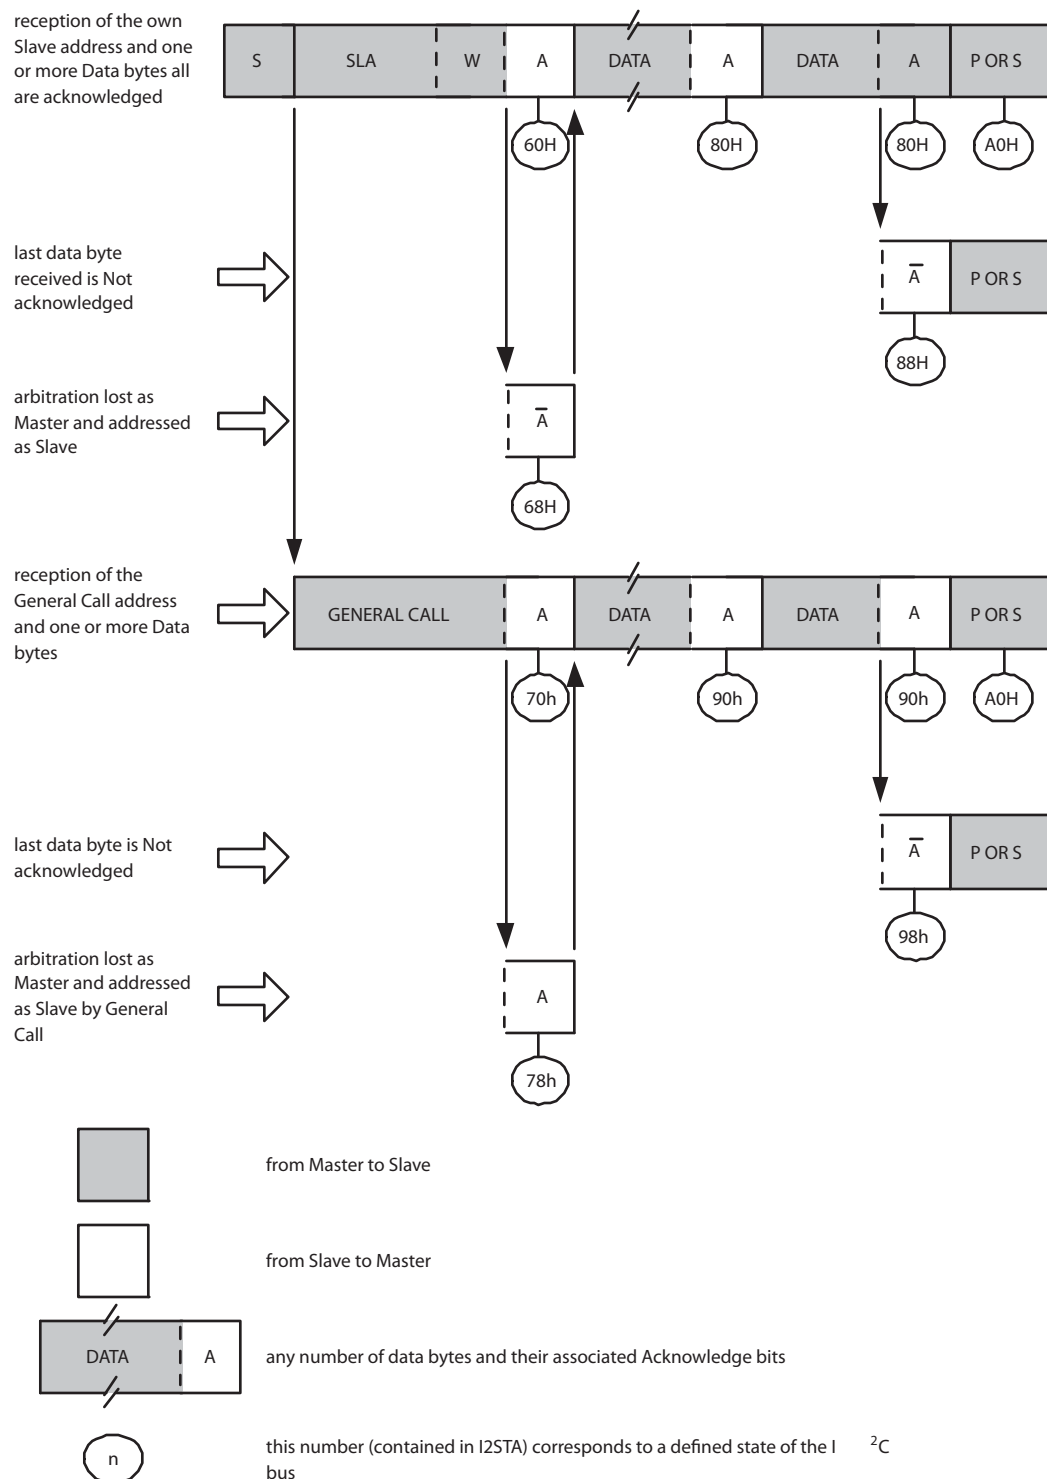 reception of the own
Slave address and one
or more Data bytes all
are acknowledged
S SLA W A DATA A DATA A P OR S
60H 80H 80H A0H
last data byte
received is Not
acknowledged
A̅ P OR S
88H
arbitration lost as
Master and addressed
as Slave
A̅
68H
reception of the
General Call address
and one or more Data
bytes
GENERAL CALL A DATA A DATA A P OR S
70h 90h 90h A0H
last data byte is Not
acknowledged
A̅ P OR S
98h
arbitration lost as
Master and addressed
as Slave by General
Call
A
78h
from Master to Slave
from Slave to Master
DATA A any number of data bytes and their associated Acknowledge bits
n this number (contained in I2STA) corresponds to a defined state of the I ²C
bus